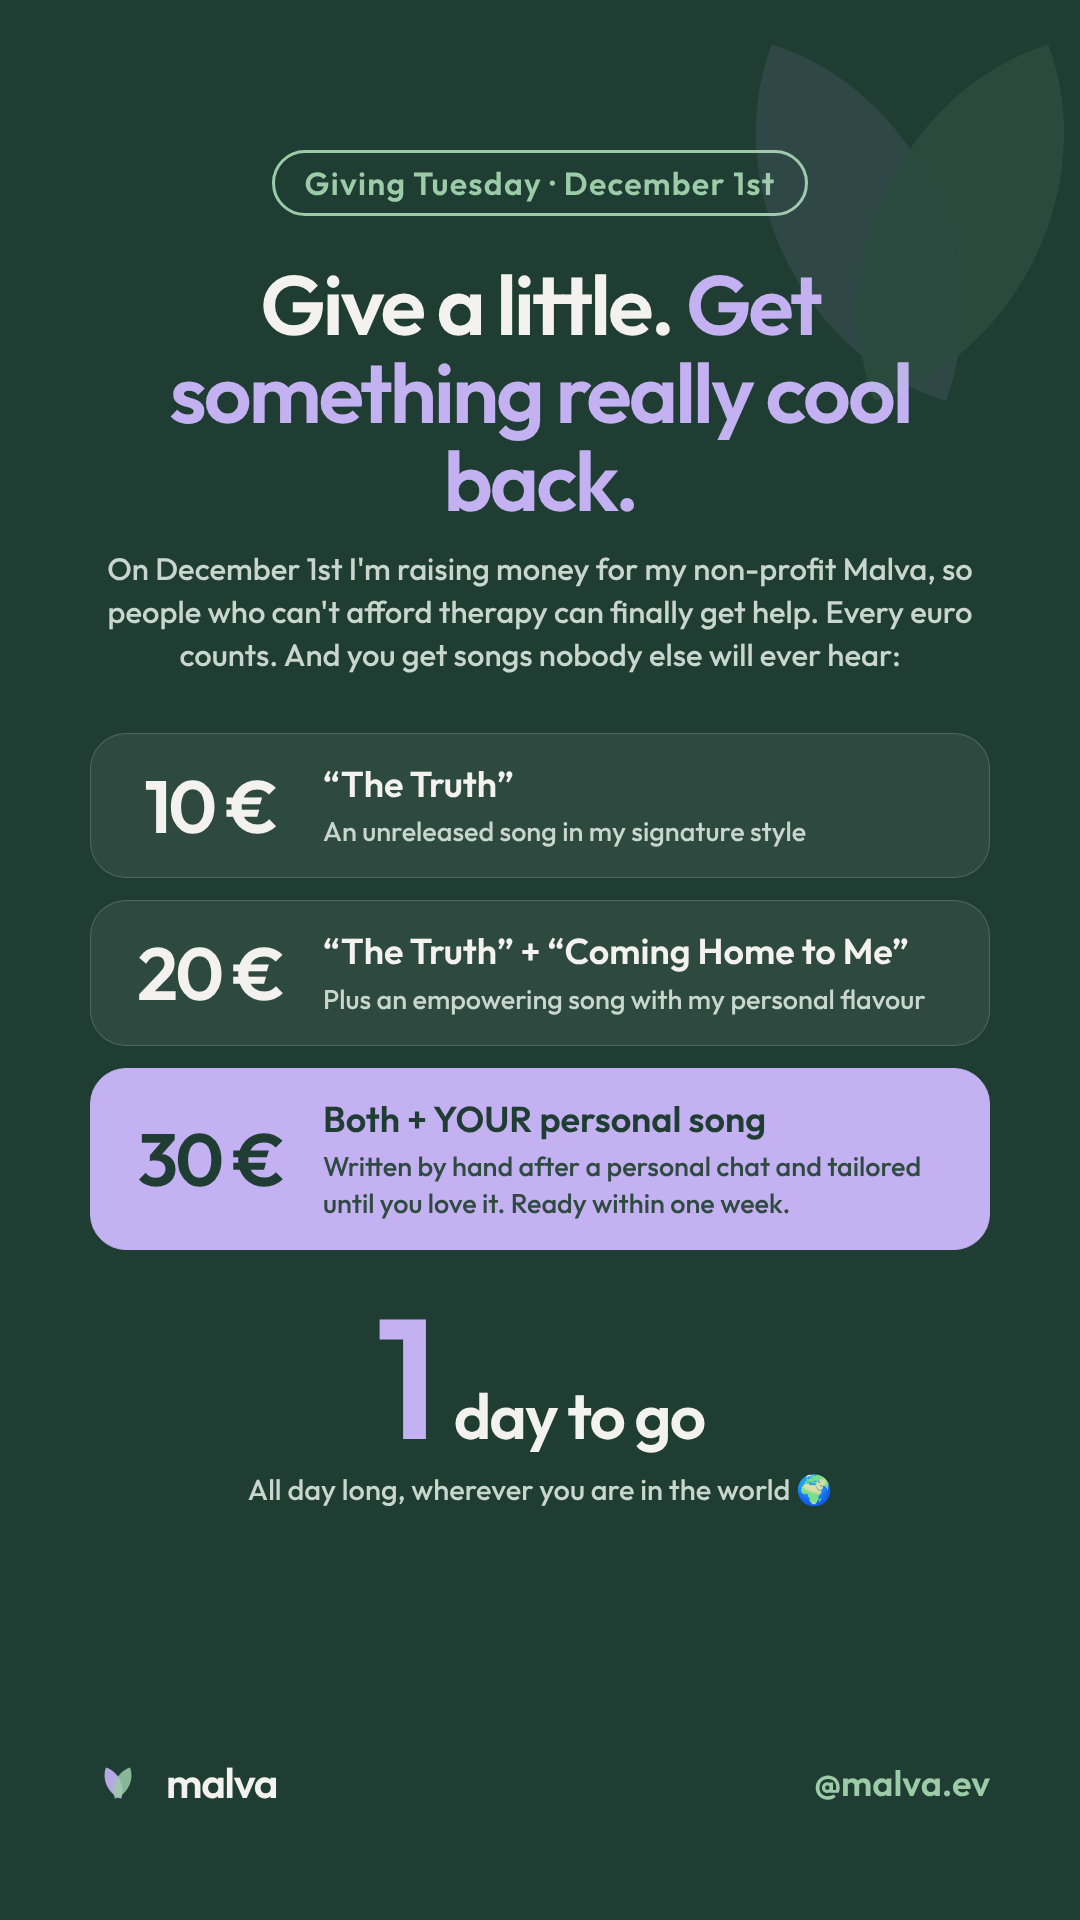 Giving Tuesday · December 1st
Give a little. Get
something really cool
back.
On December 1st I'm raising money for my non-profit Malva, so
people who can't afford therapy can finally get help. Every euro
counts. And you get songs nobody else will ever hear:
10 €
“The Truth”
An unreleased song in my signature style
20 €
“The Truth” + “Coming Home to Me”
Plus an empowering song with my personal flavour
30 €
Both + YOUR personal song
Written by hand after a personal chat and tailored
until you love it. Ready within one week.
1 day to go
All day long, wherever you are in the world 🌍
malva
@malva.ev